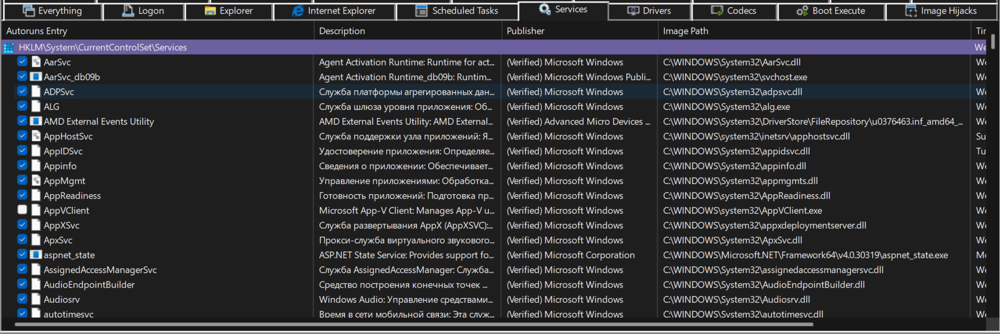 Everything Logon Explorer Internet Explorer Scheduled Tasks Services Drivers Codecs Boot Execute Image Hijacks
Autoruns Entry Description Publisher Image Path
HKLM\System\CurrentControlSet\Services
AarSvc Agent Activation Runtime: Runtime for act... (Verified) Microsoft Windows C:\WINDOWS\System32\AarSvc.dll
AarSvc_db09b Agent Activation Runtime_db09b: Runtim... (Verified) Microsoft Windows Publi... C:\WINDOWS\system32\svchost.exe
ADPSvc Служба платформы агрегированных дан... (Verified) Microsoft Windows C:\WINDOWS\System32\adpsvc.dll
ALG Служба шлюза уровня приложения: Об... (Verified) Microsoft Windows C:\WINDOWS\System32\alg.exe
AMD External Events Utility AMD External Events Utility: AMD External... (Verified) Advanced Micro Devices ... C:\WINDOWS\System32\DriverStore\FileRepository\u0376463.inf_amd64_...
AppHostSvc Служба поддержки узла приложений: Я... (Verified) Microsoft Windows C:\WINDOWS\system32\inetsrv\apphostsvc.dll Su
AppIDSvc Удостоверение приложения: Определяе... (Verified) Microsoft Windows C:\WINDOWS\System32\appidsvc.dll Tu
Appinfo Сведения о приложении: Обеспечивает... (Verified) Microsoft Windows C:\WINDOWS\System32\appinfo.dll
AppMgmt Управление приложениями: Обработка... (Verified) Microsoft Windows C:\WINDOWS\System32\appmgmts.dll
AppReadiness Готовность приложений: Подготовка пр... (Verified) Microsoft Windows C:\WINDOWS\system32\AppReadiness.dll
AppVClient Microsoft App-V Client: Manages App-V u... (Verified) Microsoft Windows C:\WINDOWS\system32\AppVClient.exe
AppXSvc Служба развертывания AppX (AppXSVC):... (Verified) Microsoft Windows C:\WINDOWS\system32\appxdeploymentserver.dll
ApxSvc Прокси-служба виртуального звукового... (Verified) Microsoft Windows C:\WINDOWS\System32\ApxSvc.dll
aspnet_state ASP.NET State Service: Provides support fo... (Verified) Microsoft Corporation C:\WINDOWS\Microsoft.NET\Framework64\v4.0.30319\aspnet_state.exe
AssignedAccessManagerSvc Служба AssignedAccessManager: Служба... (Verified) Microsoft Windows C:\WINDOWS\System32\assignedaccessmanagersvc.dll
AudioEndpointBuilder Средство построения конечных точек ... (Verified) Microsoft Windows C:\WINDOWS\System32\AudioEndpointBuilder.dll
Audiosrv Windows Audio: Управление средствами... (Verified) Microsoft Windows C:\WINDOWS\System32\Audiosrv.dll
autotimesvc Время в сети мобильной связи: Эта служ... (Verified) Microsoft Windows C:\WINDOWS\System32\autotimesvc.dll